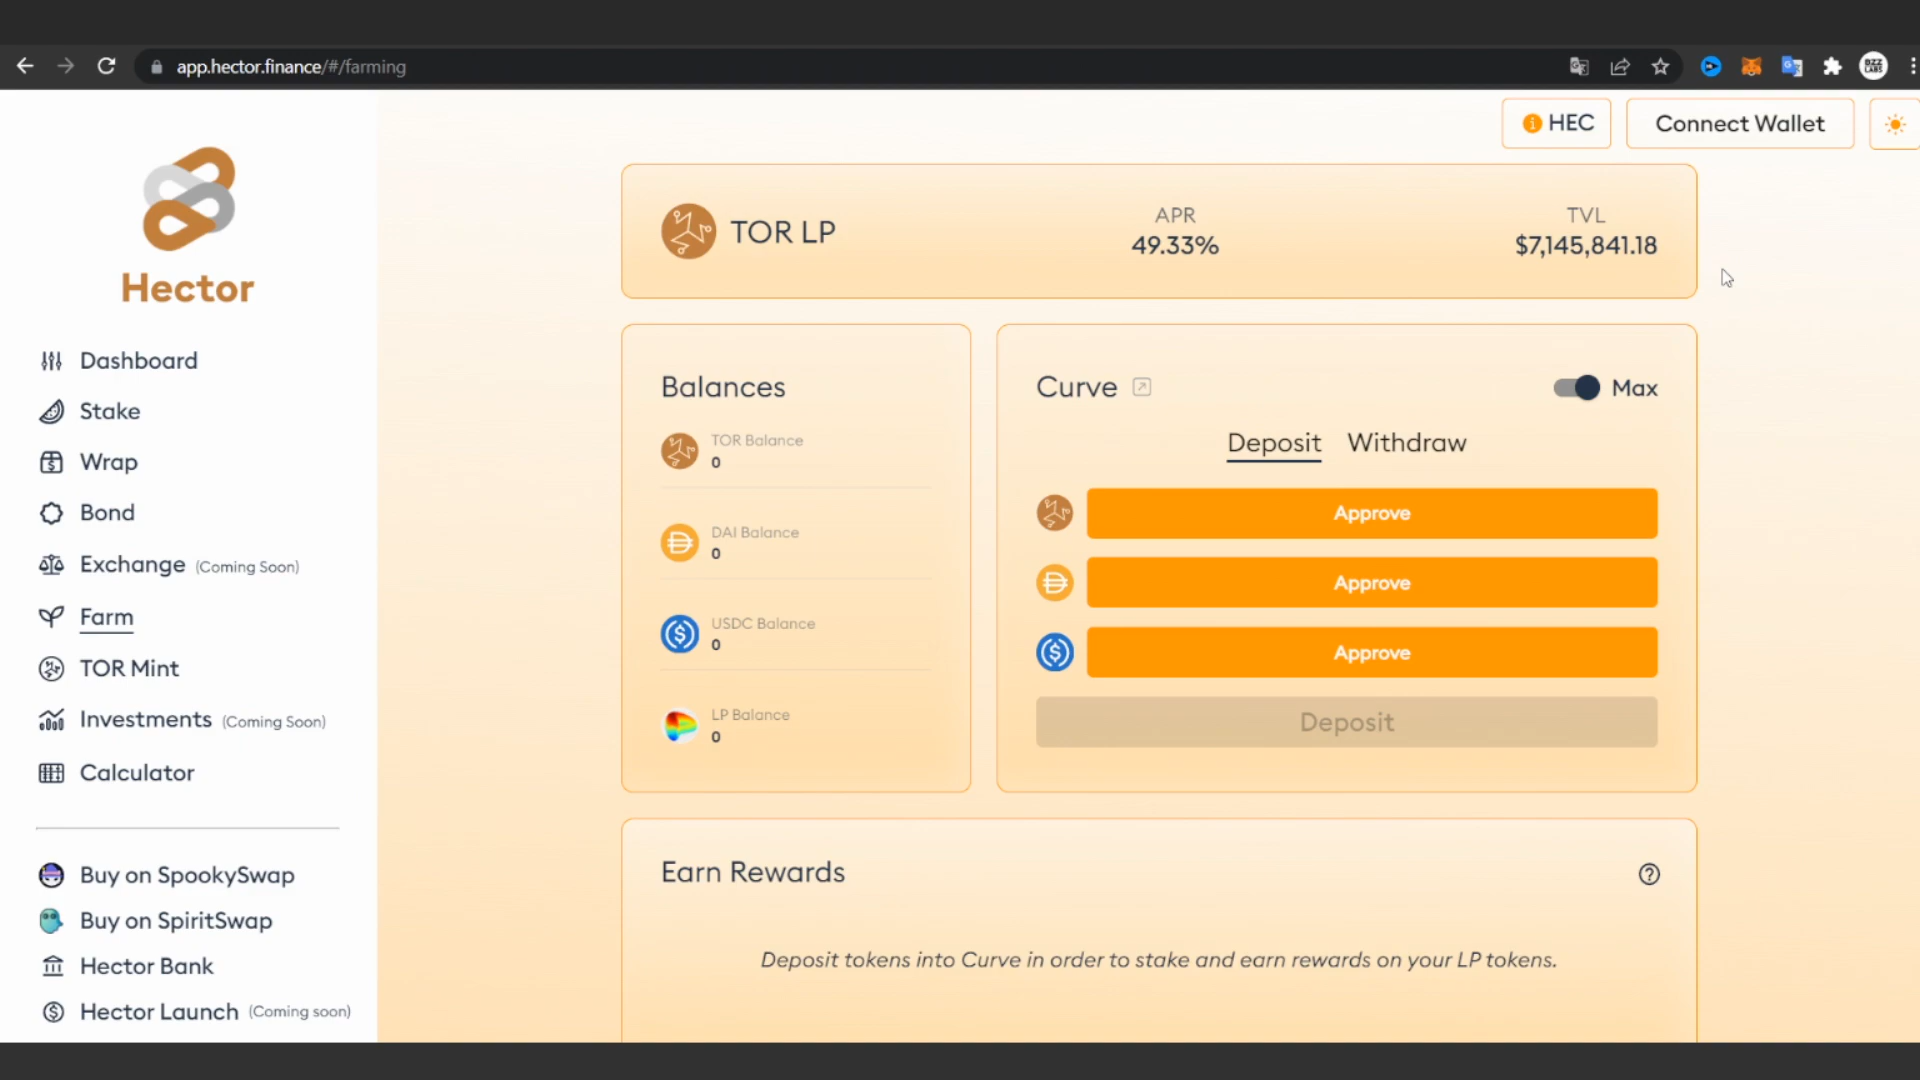 app.hector.finance/#/farming
BZZ
LABS
HEC
Connect Wallet
Hector
Dashboard
Stake
Wrap
Bond
Exchange (Coming Soon)
Farm
TOR Mint
Investments (Coming Soon)
Calculator
Buy on SpookySwap
Buy on SpiritSwap
Hector Bank
Hector Launch (Coming soon)
TOR LP
APR
49.33%
TVL
$7,145,841.18
Balances
TOR Balance
0
DAI Balance
0
USDC Balance
0
LP Balance
0
Curve
Max
Deposit Withdraw
Approve
Approve
Approve
Deposit
Earn Rewards
Deposit tokens into Curve in order to stake and earn rewards on your LP tokens.